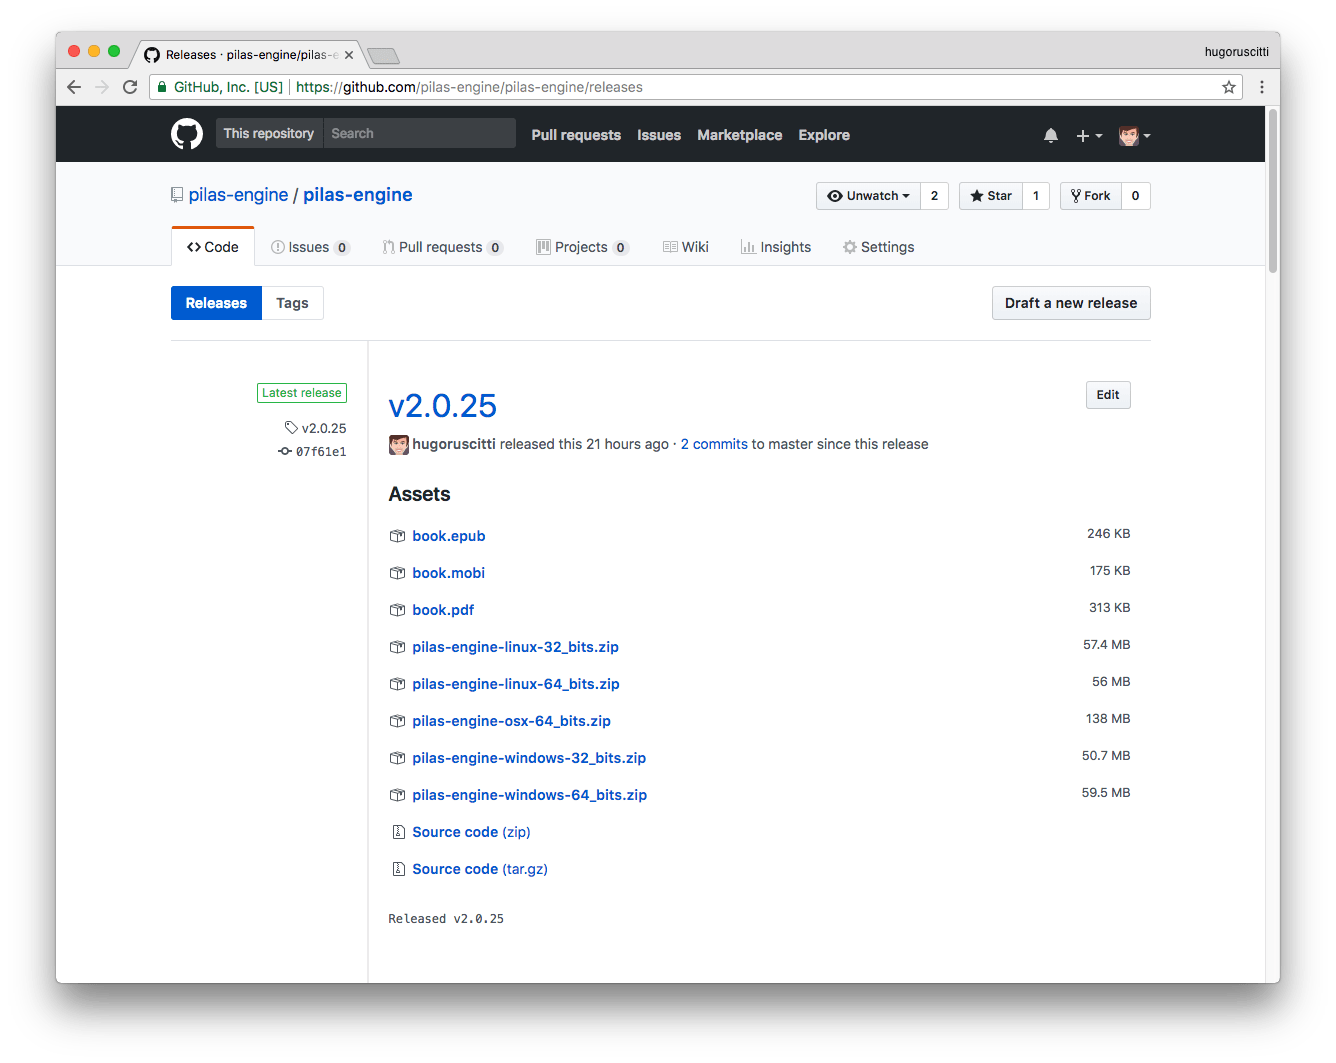 Releases · pilas-engine/pilas-e
hugoruscitti
GitHub, Inc. [US] https://github.com/pilas-engine/pilas-engine/releases
This repository Search Pull requests Issues Marketplace Explore
pilas-engine / pilas-engine Unwatch 2 Star 1 Fork 0
Code Issues 0 Pull requests 0 Projects 0 Wiki Insights Settings
Releases Tags Draft a new release
Latest release
v2.0.25
07f61e1
v2.0.25 Edit
hugoruscitti released this 21 hours ago · 2 commits to master since this release
Assets
book.epub 246 KB
book.mobi 175 KB
book.pdf 313 KB
pilas-engine-linux-32_bits.zip 57.4 MB
pilas-engine-linux-64_bits.zip 56 MB
pilas-engine-osx-64_bits.zip 138 MB
pilas-engine-windows-32_bits.zip 50.7 MB
pilas-engine-windows-64_bits.zip 59.5 MB
Source code (zip)
Source code (tar.gz)
Released v2.0.25